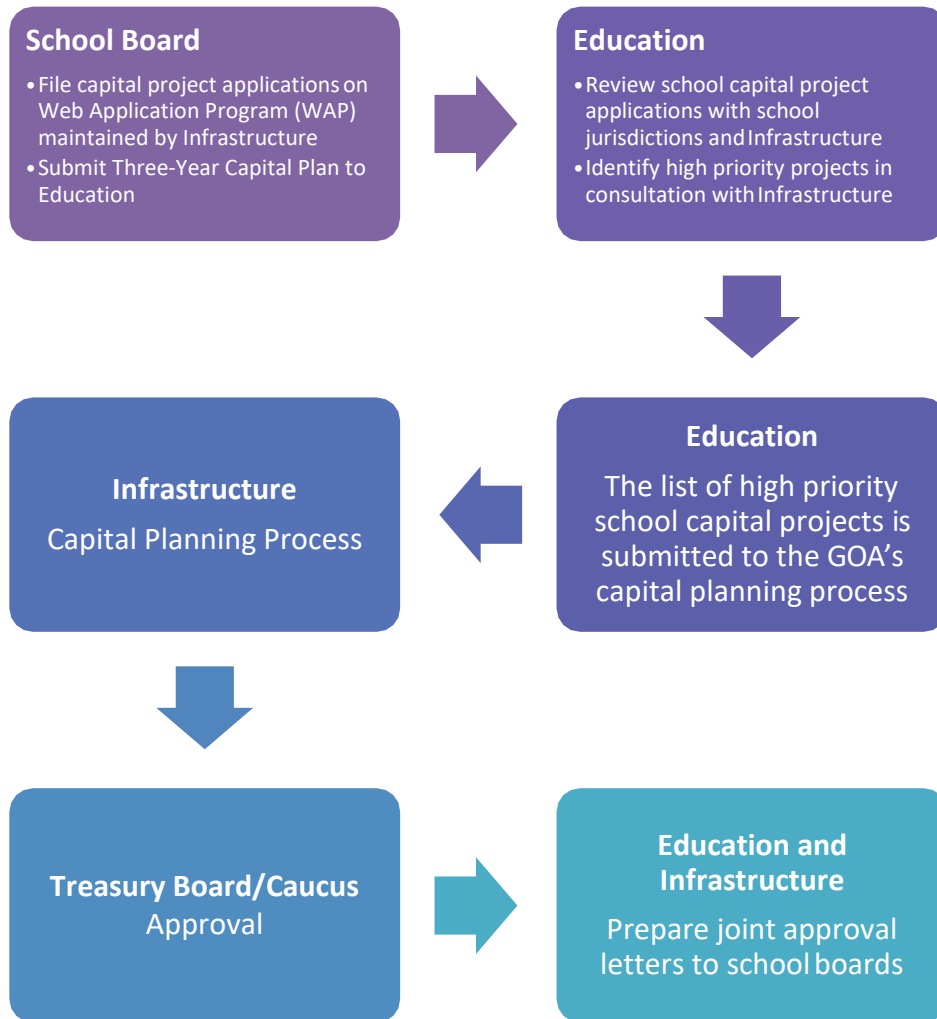 School Board
•File capital project applications on
Web Application Program (WAP)
maintained by Infrastructure
•Submit Three-Year Capital Plan to
Education
Education
•Review school capital project
applications with school
jurisdictions and Infrastructure
•Identify high priority projects in
consultation with Infrastructure
Education
The list of high priority
school capital projects is
submitted to the GOA’s
capital planning process
Infrastructure
Capital Planning Process
Treasury Board/Caucus
Approval
Education and
Infrastructure
Prepare joint approval
letters to school boards